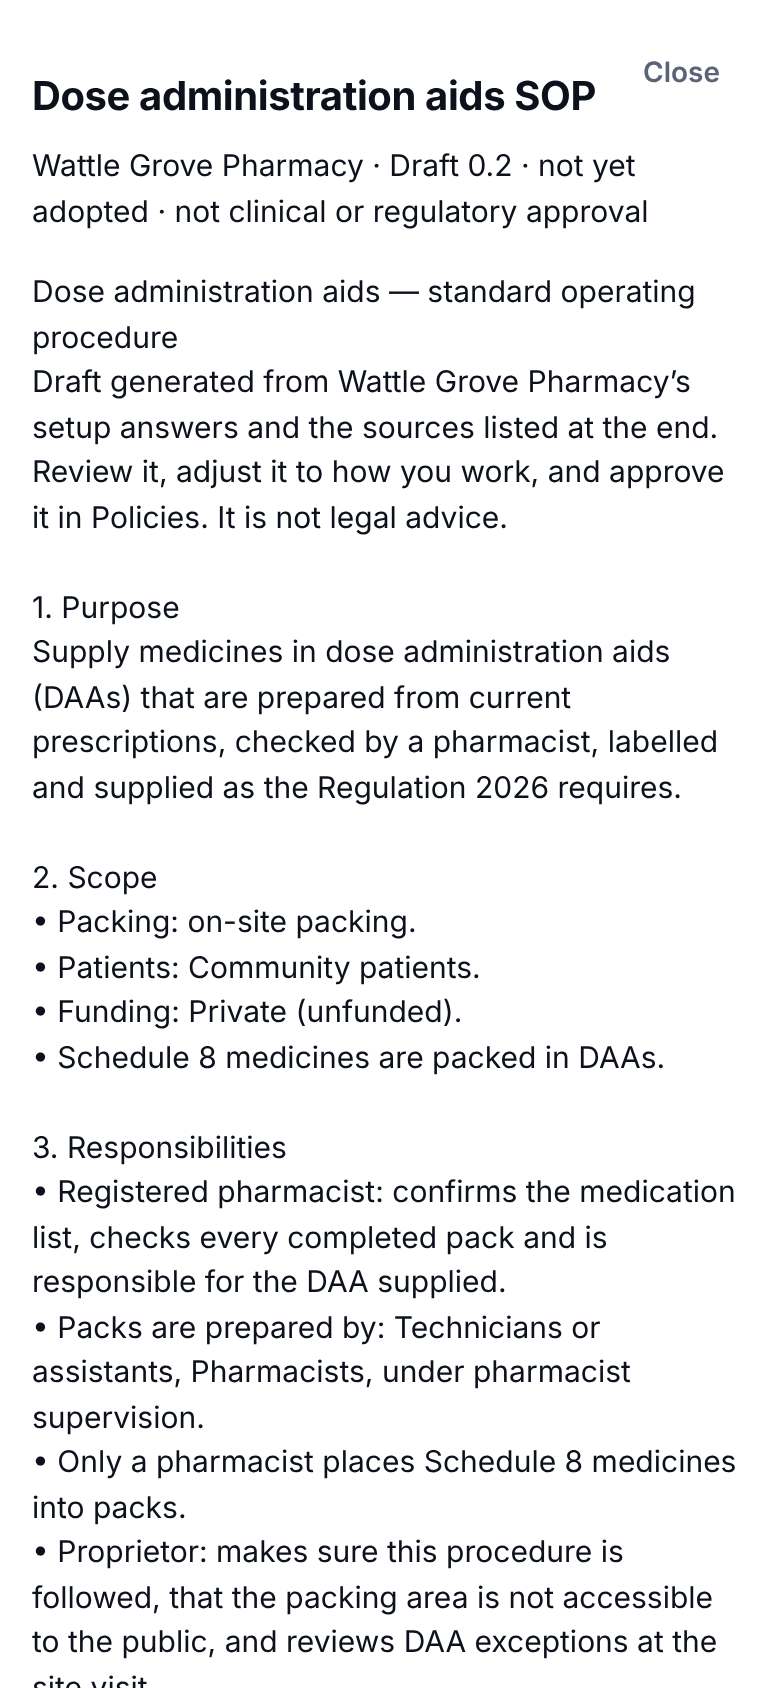 Close
Dose administration aids SOP
Wattle Grove Pharmacy · Draft 0.2 · not yet
adopted · not clinical or regulatory approval
Dose administration aids — standard operating
procedure
Draft generated from Wattle Grove Pharmacy’s
setup answers and the sources listed at the end.
Review it, adjust it to how you work, and approve
it in Policies. It is not legal advice.
1. Purpose
Supply medicines in dose administration aids
(DAAs) that are prepared from current
prescriptions, checked by a pharmacist, labelled
and supplied as the Regulation 2026 requires.
2. Scope
• Packing: on-site packing.
• Patients: Community patients.
• Funding: Private (unfunded).
• Schedule 8 medicines are packed in DAAs.
3. Responsibilities
• Registered pharmacist: confirms the medication
list, checks every completed pack and is
responsible for the DAA supplied.
• Packs are prepared by: Technicians or
assistants, Pharmacists, under pharmacist
supervision.
• Only a pharmacist places Schedule 8 medicines
into packs.
• Proprietor: makes sure this procedure is
followed, that the packing area is not accessible
to the public, and reviews DAA exceptions at the
site visit.